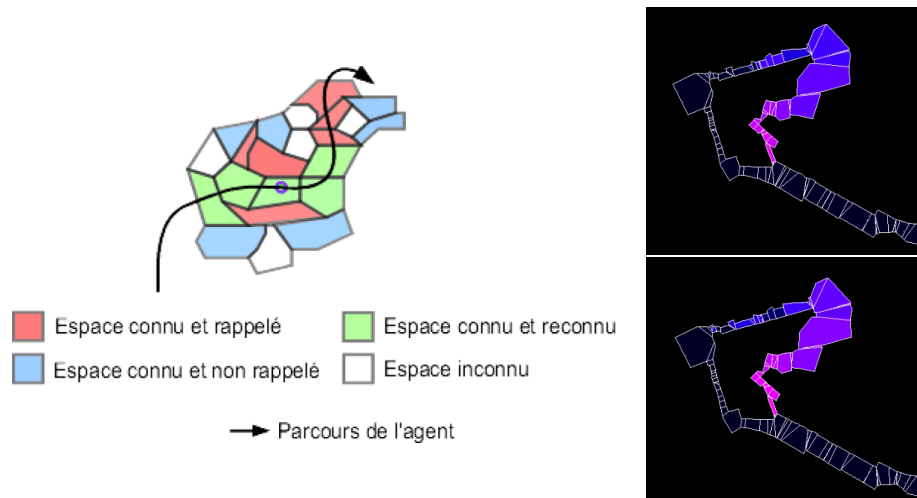 Espace connu et rappelé
Espace connu et reconnu
Espace connu et non rappelé
Espace inconnu
Parcours de l'agent